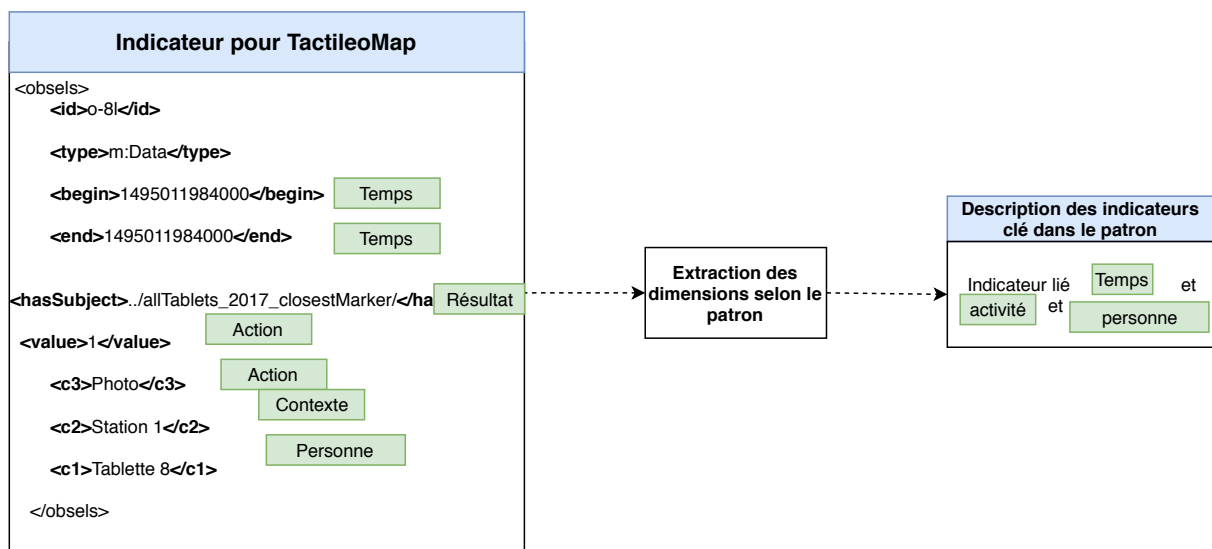 Indicateur pour TactileoMap
<obsels>
<id>o-8l</id>
<type>m:Data</type>
<begin>1495011984000</begin> Temps
<end>1495011984000</end> Temps
<hasSubject>../allTablets_2017_closestMarker/</ha Résultat
Action
<value>1</value>
<c3>Photo</c3> Action
Contexte
<c2>Station 1</c2>
Personne
<c1>Tablette 8</c1>
</obsels>
Extraction des
dimensions selon le
patron
Description des indicateurs
clé dans le patron
Indicateur lié Temps et
activité et personne